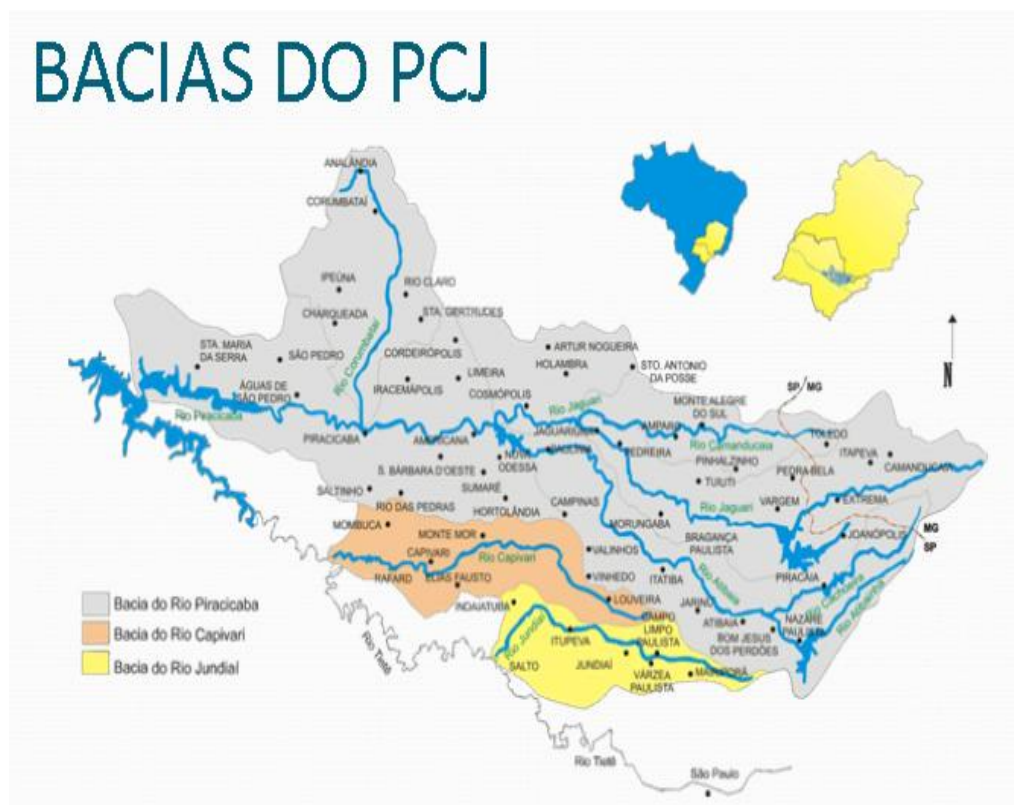 BACIAS DO PCJ
ANALÂNDIA
CORUMBATAÍ
IPEÚNA
RIO CLARO
CHARQUEADA
STA. GERTRUDES
Rio Corumbataí
STA. MARIA
DA SERRA
SÃO PEDRO
CORDEIRÓPOLIS
ARTUR NOGUEIRA
HOLAMBRA
STO. ANTONIO
DA POSSE
ÁGUAS DE
SÃO PEDRO
IRACEMÁPOLIS
LIMEIRA
COSMÓPOLIS
Rio Jaguari
MONTE ALEGRE
DO SUL
SP
MG
N
Rio Piracicaba
PIRACICABA
AMERICANA
JAGUARIÚNA
PAULÍNIA
PEDREIRA
AMPARO
Rio Camanducaia
TOLEDO
ITAPEVA
CAMANDUCAIA
S. BÁRBARA D'OESTE
NOVA
ODESSA
PINHALZINHO
PEDRA-BELA
TUIUTI
SALTINHO
RIO DAS PEDRAS
SUMARÉ
HORTOLÂNDIA
CAMPINAS
Rio Jaguari
VARGEM
EXTREMA
MOMBUCA
MONTE MOR
MORUNGABA
BRAGANÇA
PAULISTA
JOANÓPOLIS
MG
SP
CAPIVARI
Rio Capivari
VALINHOS
RAFARD
ELIAS FAUSTO
VINHEDO
ITATIBA
Rio Atibaia
PIRACAIA
Rio Cachoeira
Rio Atibainha
INDAIATUBA
LOUVEIRA
JARINU
ATIBAIA
NAZARÉ
PAULISTA
BOM JESUS
DOS PERDÕES
CAMPO
LIMPO
PAULISTA
Rio Jundiaí
ITUPEVA
SALTO
JUNDIAÍ
VÁRZEA
PAULISTA
MAIRIPORÃ
Bacia do Rio Piracicaba
Bacia do Rio Capivari
Bacia do Rio Jundiaí
Rio Tietê
Rio Tietê
São Paulo